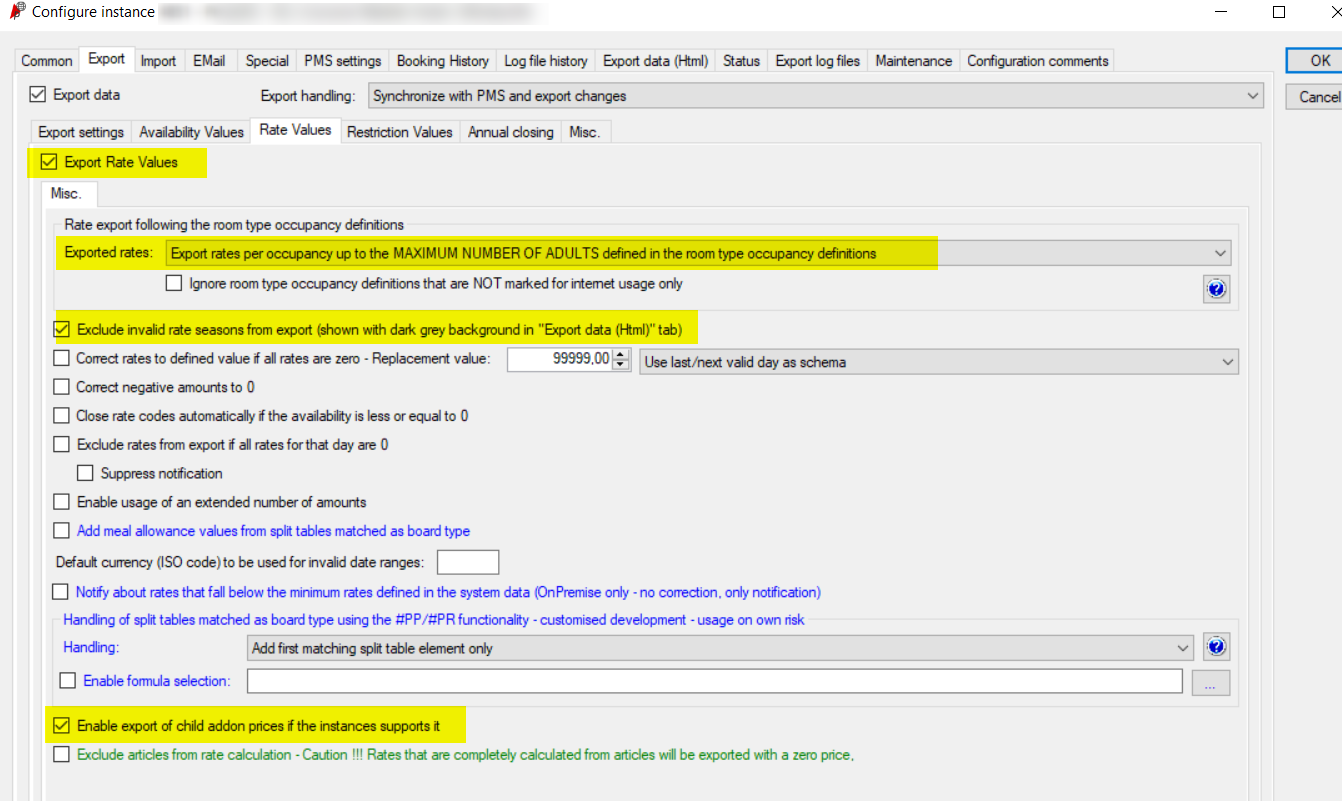 Configure instance
Common Export Import EMail Special PMS settings Booking History Log file history Export data (Html) Status Export log files Maintenance Configuration comments
OK
Export data Export handling: Synchronize with PMS and export changes
Cancel
Export settings Availability Values Rate Values Restriction Values Annual closing Misc.
Export Rate Values
Misc.
Rate export following the room type occupancy definitions
Exported rates: Export rates per occupancy up to the MAXIMUM NUMBER OF ADULTS defined in the room type occupancy definitions
Ignore room type occupancy definitions that are NOT marked for internet usage only
Exclude invalid rate seasons from export (shown with dark grey background in "Export data (Html)" tab)
Correct rates to defined value if all rates are zero - Replacement value: 99999,00 Use last/next valid day as schema
Correct negative amounts to 0
Close rate codes automatically if the availability is less or equal to 0
Exclude rates from export if all rates for that day are 0
Suppress notification
Enable usage of an extended number of amounts
Add meal allowance values from split tables matched as board type
Default currency (ISO code) to be used for invalid date ranges:
Notify about rates that fall below the minimum rates defined in the system data (OnPremise only - no correction, only notification)
Handling of split tables matched as board type using the #PP/#PR functionality - customised development - usage on own risk
Handling: Add first matching split table element only
Enable formula selection: ...
Enable export of child addon prices if the instances supports it
Exclude articles from rate calculation - Caution !!! Rates that are completely calculated from articles will be exported with a zero price,